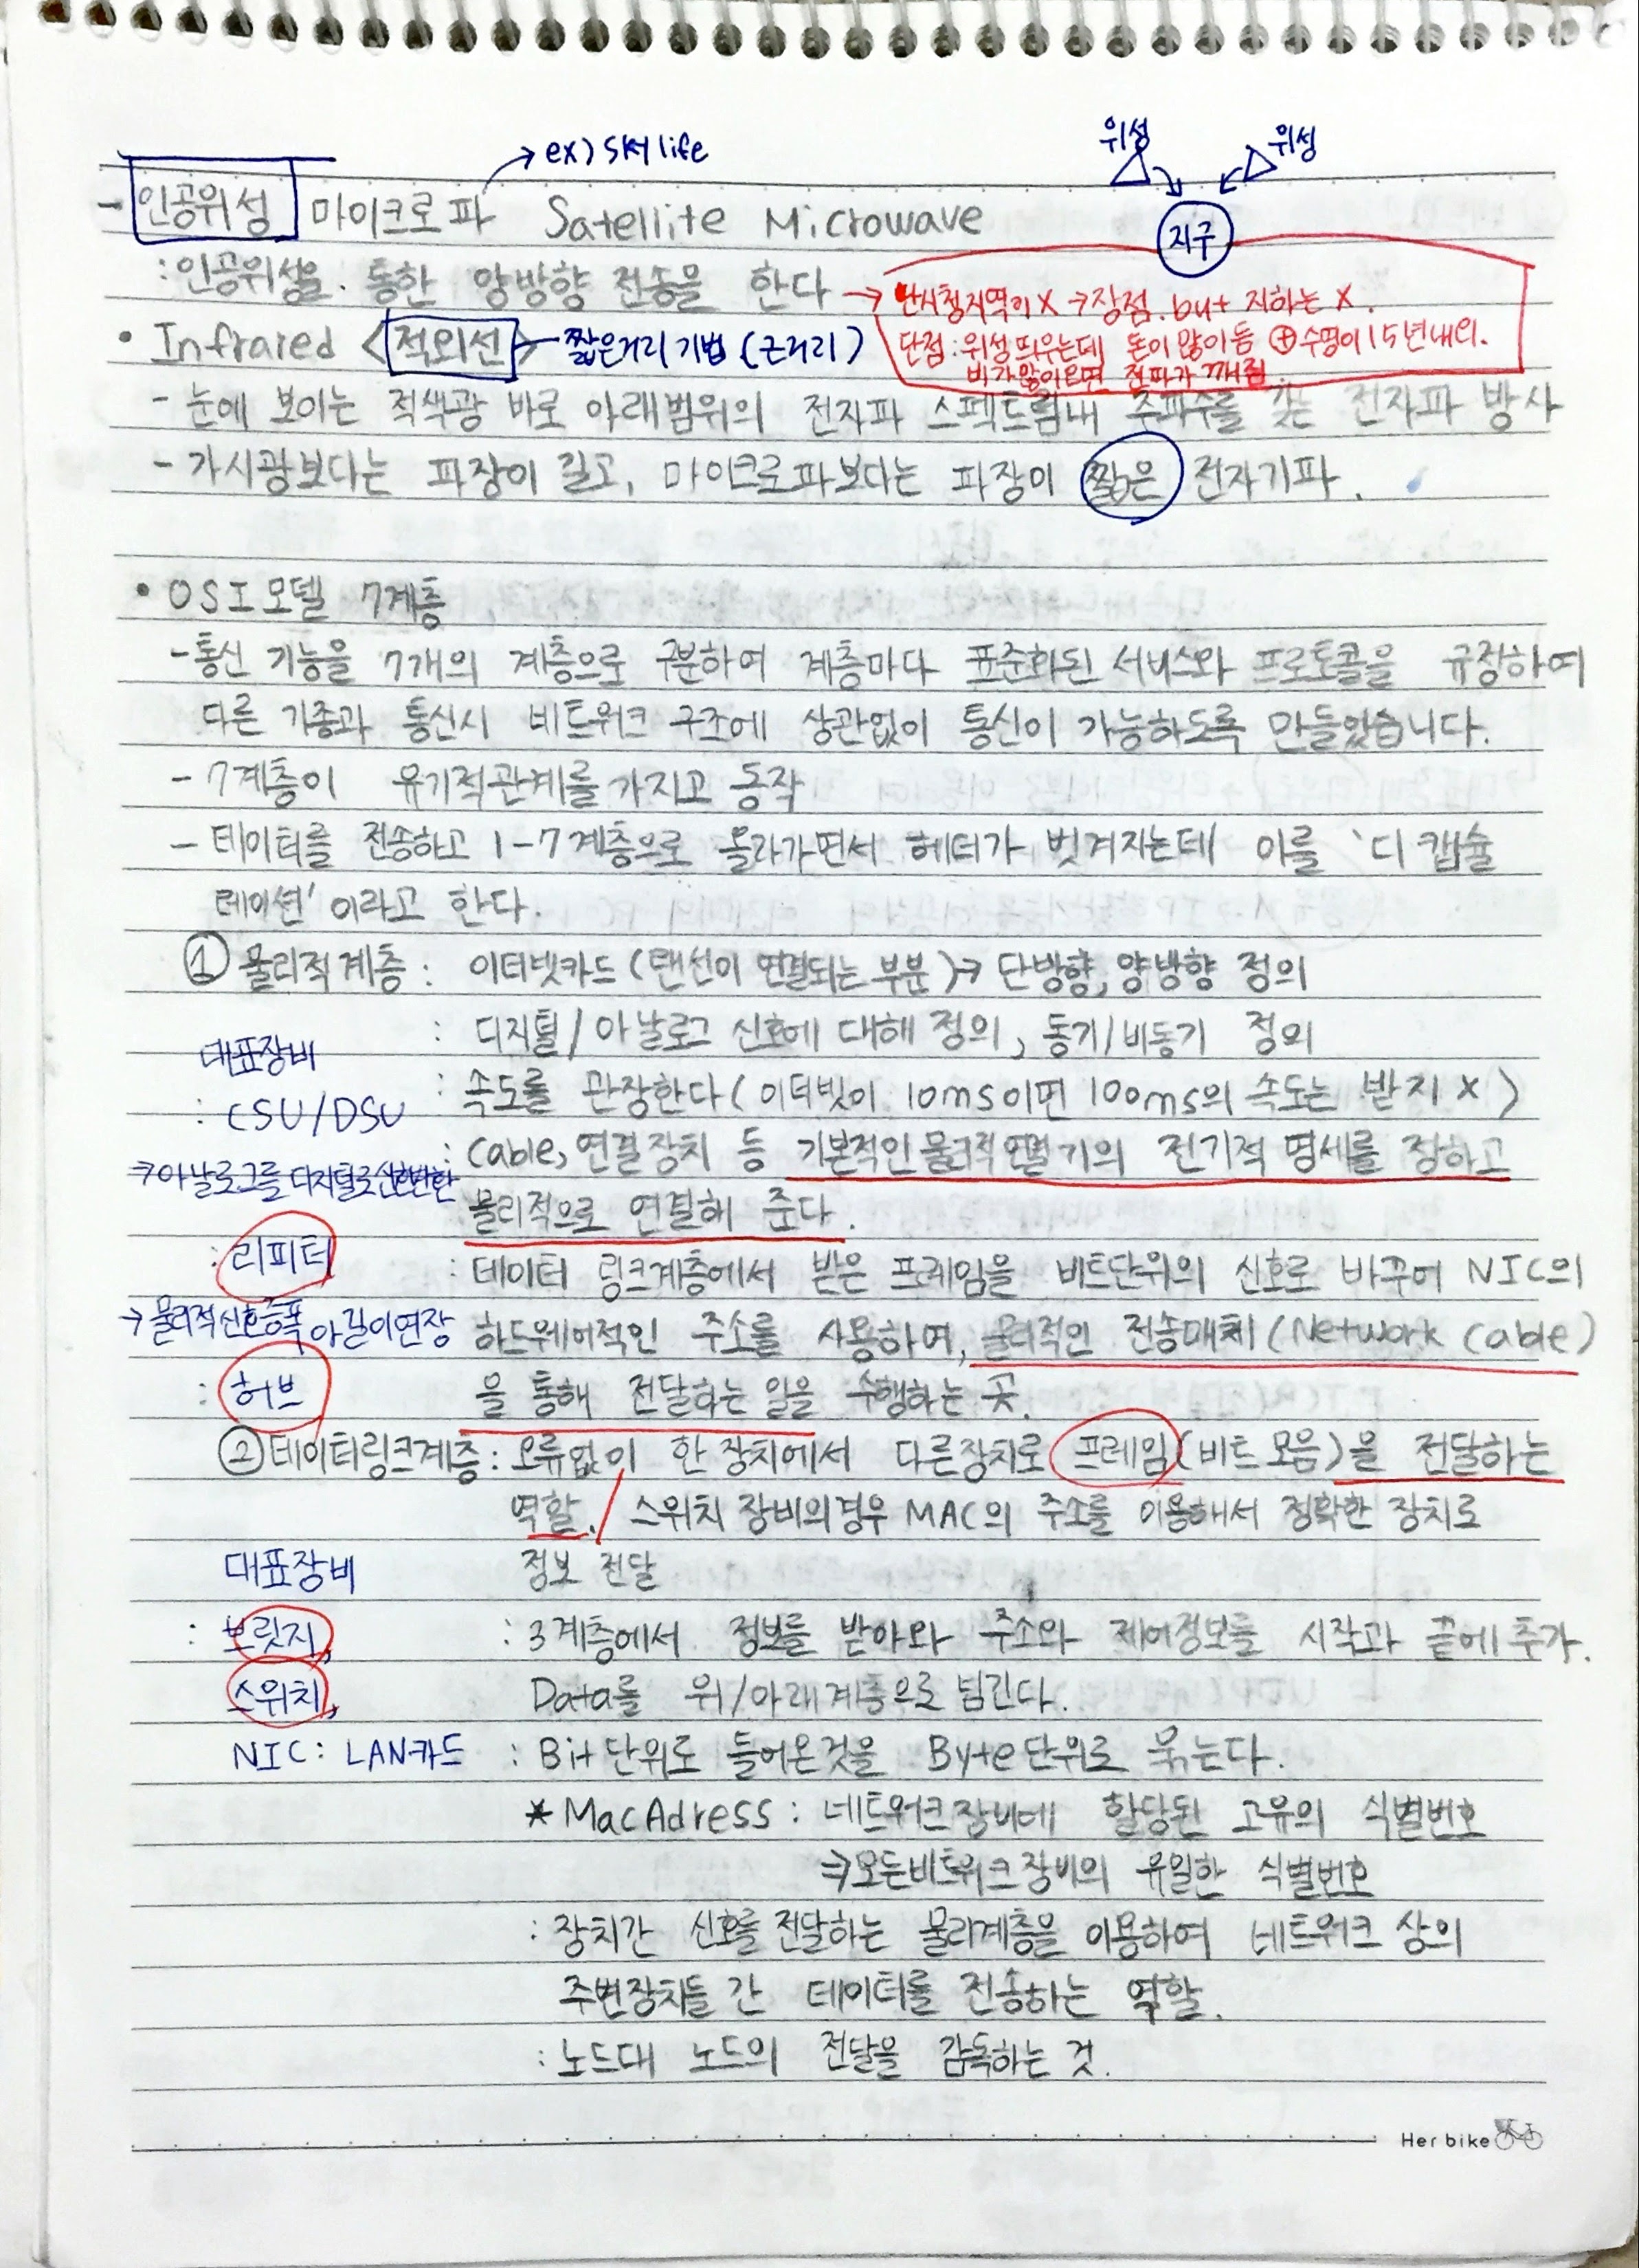 위성 위성
→ ex) sky life
- 인공위성 마이크로파 Satellite Microwave
지구
: 인공위성을. 통한 양방향 전송을 한다 → 난시청지역이 X → 장점. but 지하는 X.
• Infrared <적외선> 짧은거리 기법 (근거리)
단점 : 위성 띄우는데 돈이 많이듬 ⊕ 수명이 15년내외.
비가많이오면 전파가 깨짐
- 눈에 보이는 적색광 바로 아래범위의 전자파 스펙트럼내 주파수를 갖는 전자파 방사
- 가시광보다는 파장이 길고, 마이크로파보다는 파장이 짧은 전자기파.
• OSI 모델 7계층
- 통신 기능을 7개의 계층으로 구분하여 계층마다 표준화된 서비스와 프로토콜을 규정하여
다른 기종과 통신시 네트워크 구조에 상관없이 통신이 가능하도록 만들었습니다.
- 7계층이 유기적관계를 가지고 동작
- 데이터를 전송하고 1-7계층으로 올라가면서 헤더가 벗겨지는데 이를 '디캡슐
레이션' 이라고 한다.
① 물리적계층 : 이더넷카드 (랜선이 연결되는 부분) → 단방향, 양방향 정의
: 디지털/아날로그 신호에 대해 정의, 동기/비동기 정의
대표장비
: 속도를 관장한다 (이더넷이 10ms이면 100ms의 속도는 받지 X)
: CSU/DSU
: Cable, 연결장치 등 기본적인 물리적 연결기의 전기적 명세를 정하고
→ 아날로그를 디지털로 신호변환
물리적으로 연결해 준다.
: 리피터
: 데이터 링크계층에서 받은 프레임을 비트단위의 신호로 바꾸어 NIC의
→ 물리적신호증폭 아길이연장
하드웨어적인 주소를 사용하여, 물리적인 전송매체 (Network Cable)
: 허브
을 통해 전달하는 일을 수행하는 곳.
② 데이터링크계층 : 오류없이 한 장치에서 다른장치로 프레임(비트 모음)을 전달하는
역할. / 스위치 장비의경우 MAC의 주소를 이용해서 정확한 장치로
대표장비 정보 전달
: 브릿지, : 3계층에서 정보를 받아와 주소와 제어정보를 시작과 끝에 추가.
스위치, Data를 위/아래계층으로 넘긴다.
NIC : LAN카드 : Bit단위로 들어온것을 Byte단위로 묶는다.
* MacAdress : 네트워크장비에 할당된 고유의 식별번호
⇒ 모든네트워크장비의 유일한 식별번호
: 장치간 신호를 전달하는 물리계층을 이용하여 네트워크 상의
주변장치들 간 데이터를 전송하는 역할.
: 노드대 노드의 전달을 감독하는 것.
Her bike